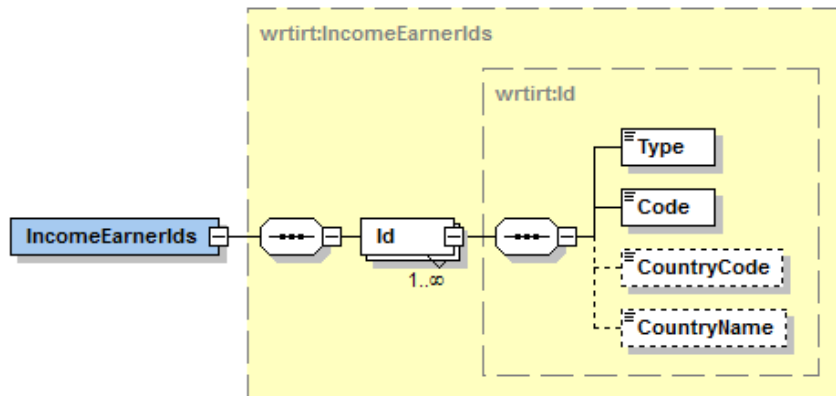 wrtirt:IncomeEarnerIds
wrtirt:Id
Type
Code
IncomeEarnerIds
Id
1..∞
CountryCode
CountryName